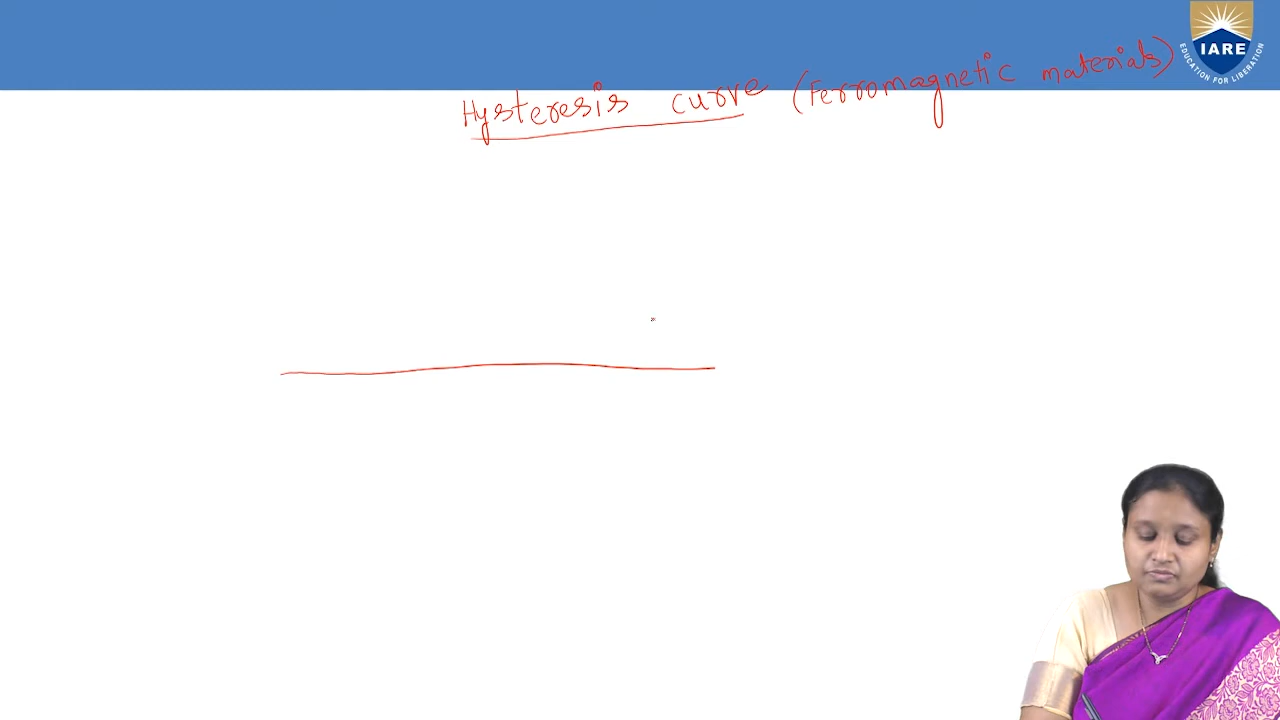 IARE
EDUCATION FOR LIBERATION
Hysteresis curve (Ferromagnetic materials)